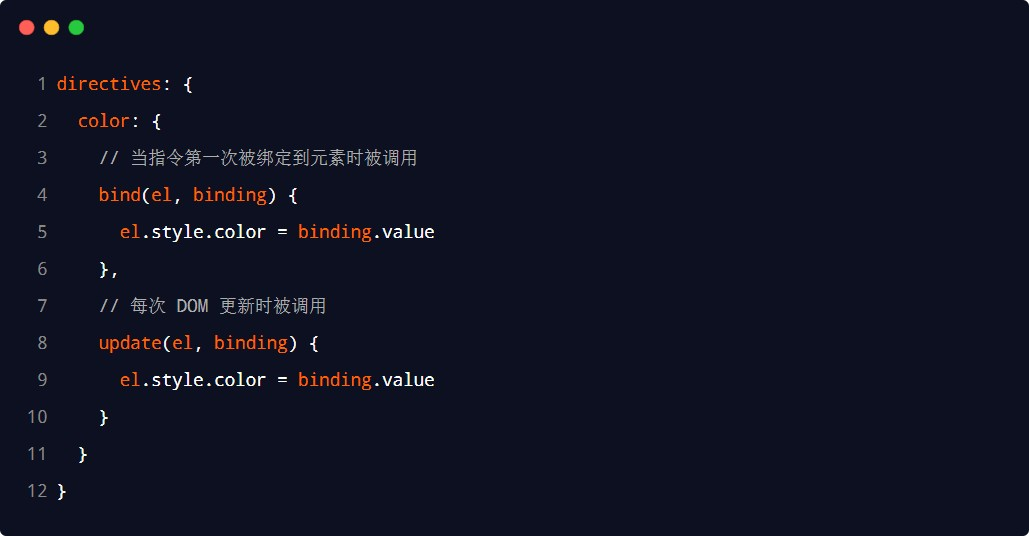 1 directives: {
2   color: {
3     // 当指令第一次被绑定到元素时被调用
4     bind(el, binding) {
5       el.style.color = binding.value
6     },
7     // 每次 DOM 更新时被调用
8     update(el, binding) {
9       el.style.color = binding.value
10     }
11   }
12 }